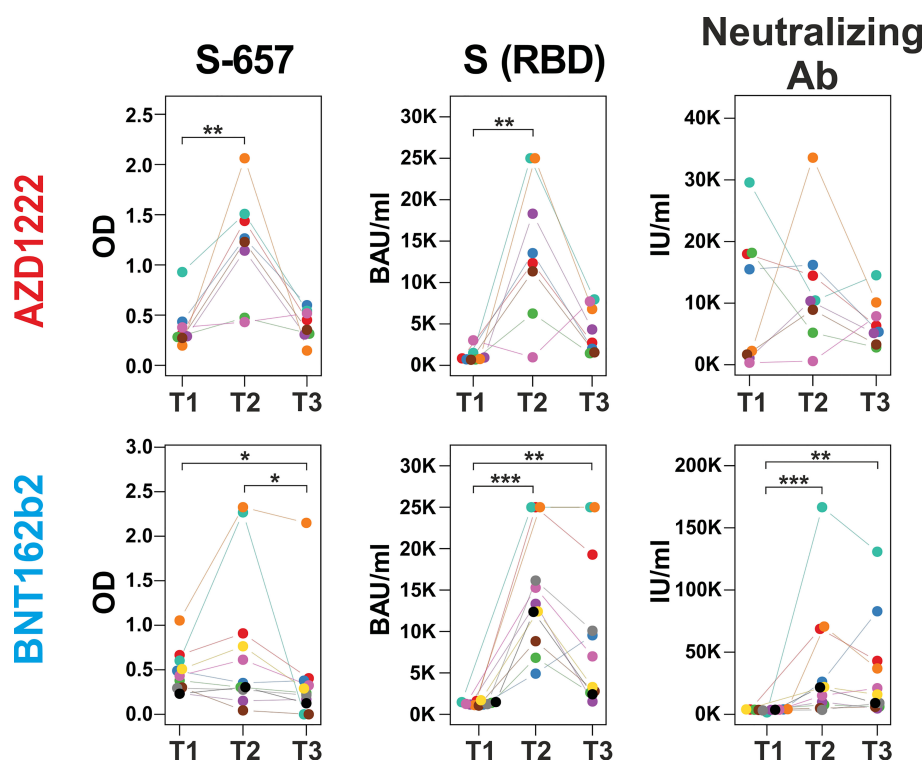 S-657
S (RBD)
Neutralizing
Ab
AZD1222
OD
2.5
2.0
1.5
1.0
0.5
0.0
**
T1 T2 T3
BAU/ml
30K
25K
20K
15K
10K
5K
0K
**
T1 T2 T3
IU/ml
40K
30K
20K
10K
0K
T1 T2 T3
BNT162b2
OD
3.0
2.5
2.0
1.5
1.0
0.5
0.0
*
*
T1 T2 T3
BAU/ml
30K
25K
20K
15K
10K
5K
0K
**
***
T1 T2 T3
IU/ml
200K
150K
100K
50K
0K
**
***
T1 T2 T3